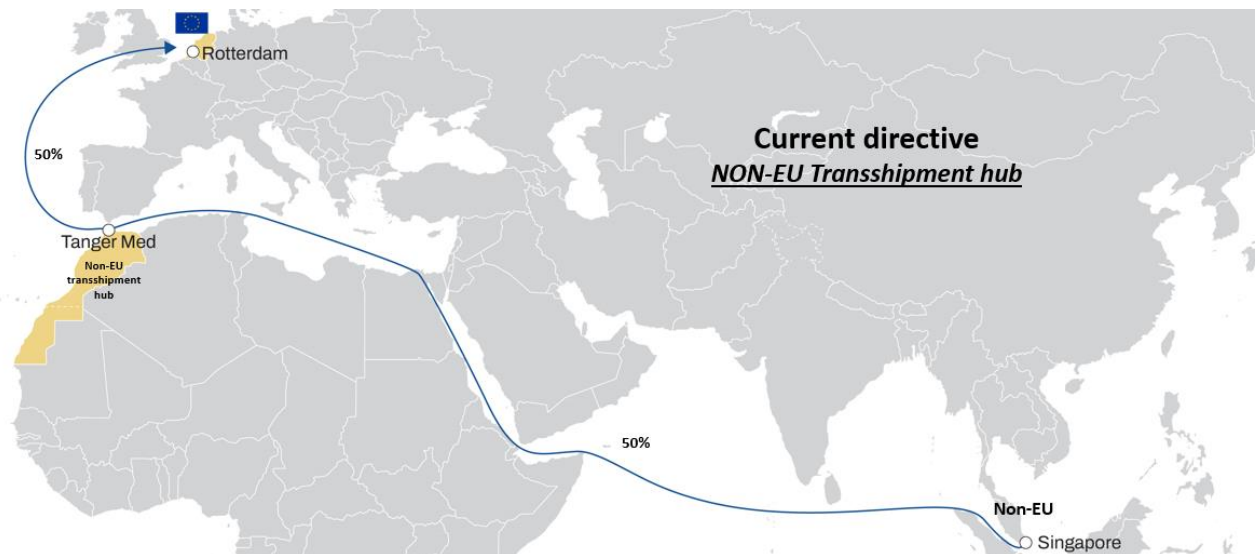 Rotterdam
Current directive
NON-EU Transshipment hub
50%
Tanger Med
Non-EU
transshipment
hub
50%
Non-EU
Singapore